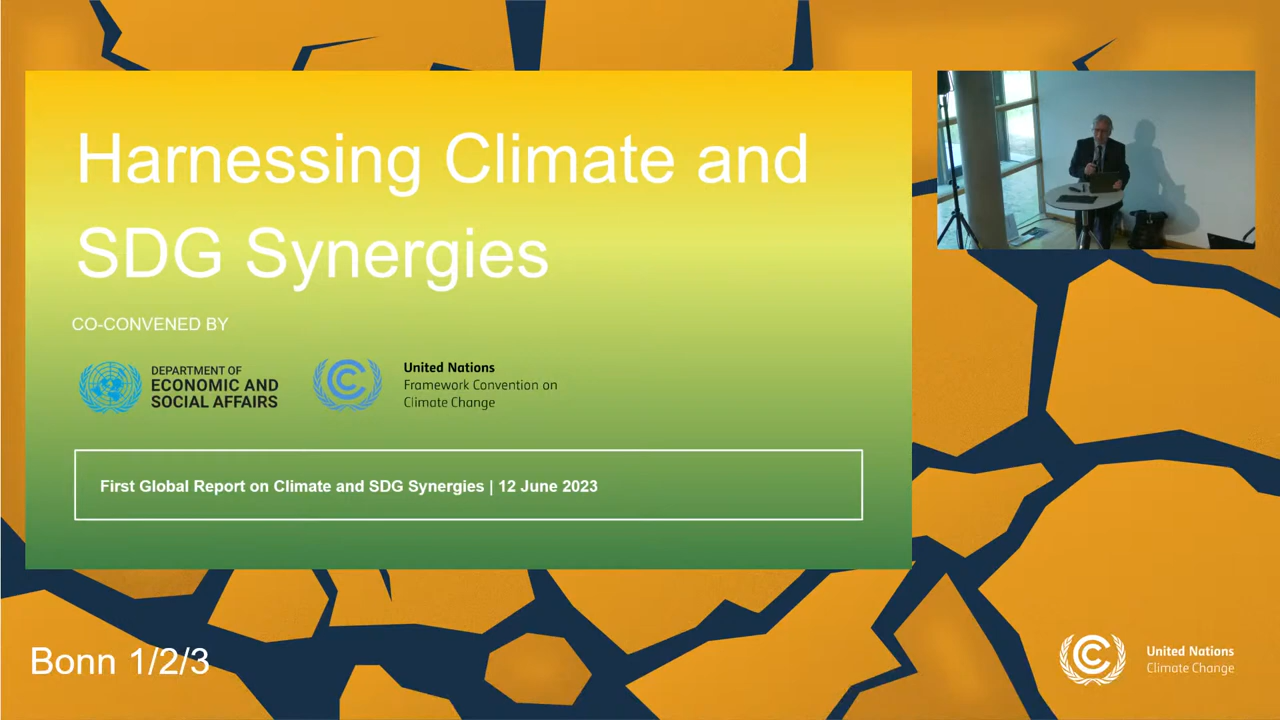 Harnessing Climate and
SDG Synergies
CO-CONVENED BY
DEPARTMENT OF
ECONOMIC AND
SOCIAL AFFAIRS
United Nations
Framework Convention on
Climate Change
First Global Report on Climate and SDG Synergies | 12 June 2023
Bonn 1/2/3
United Nations
Climate Change